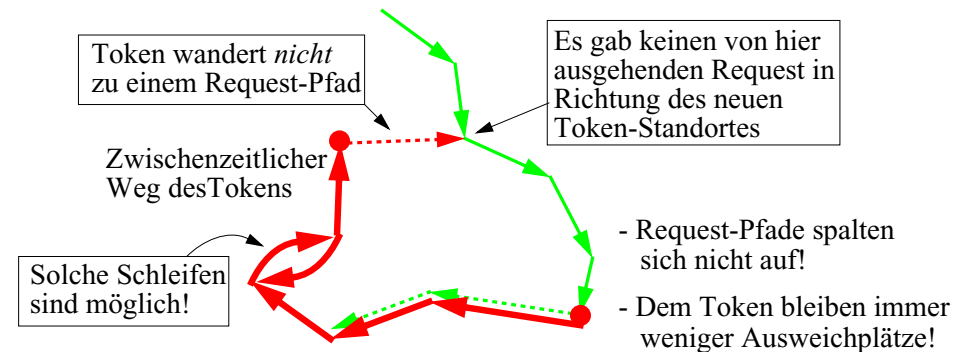 Token wandert nicht
zu einem Request-Pfad
Es gab keinen von hier
ausgehenden Request in
Richtung des neuen
Token-Standortes
Zwischenzeitlicher
Weg desTokens
Solche Schleifen
sind möglich!
- Request-Pfade spalten
sich nicht auf!
- Dem Token bleiben immer
weniger Ausweichplätze!